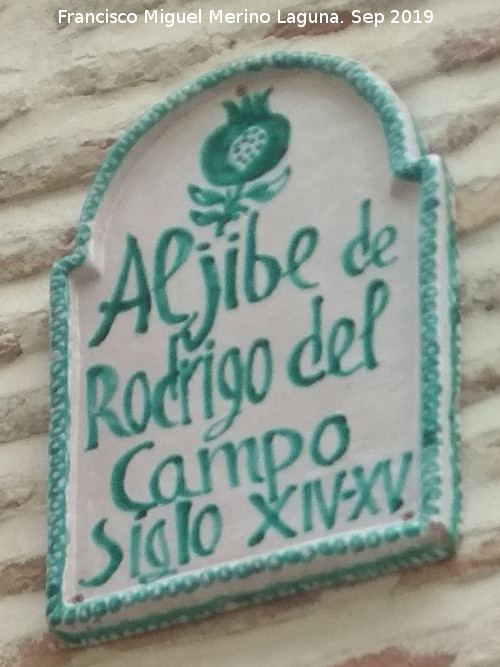 Francisco Miguel Merino Laguna. Sep 2019
Aljibe de
Rodrigo del
Campo
Siglo XIV-XV